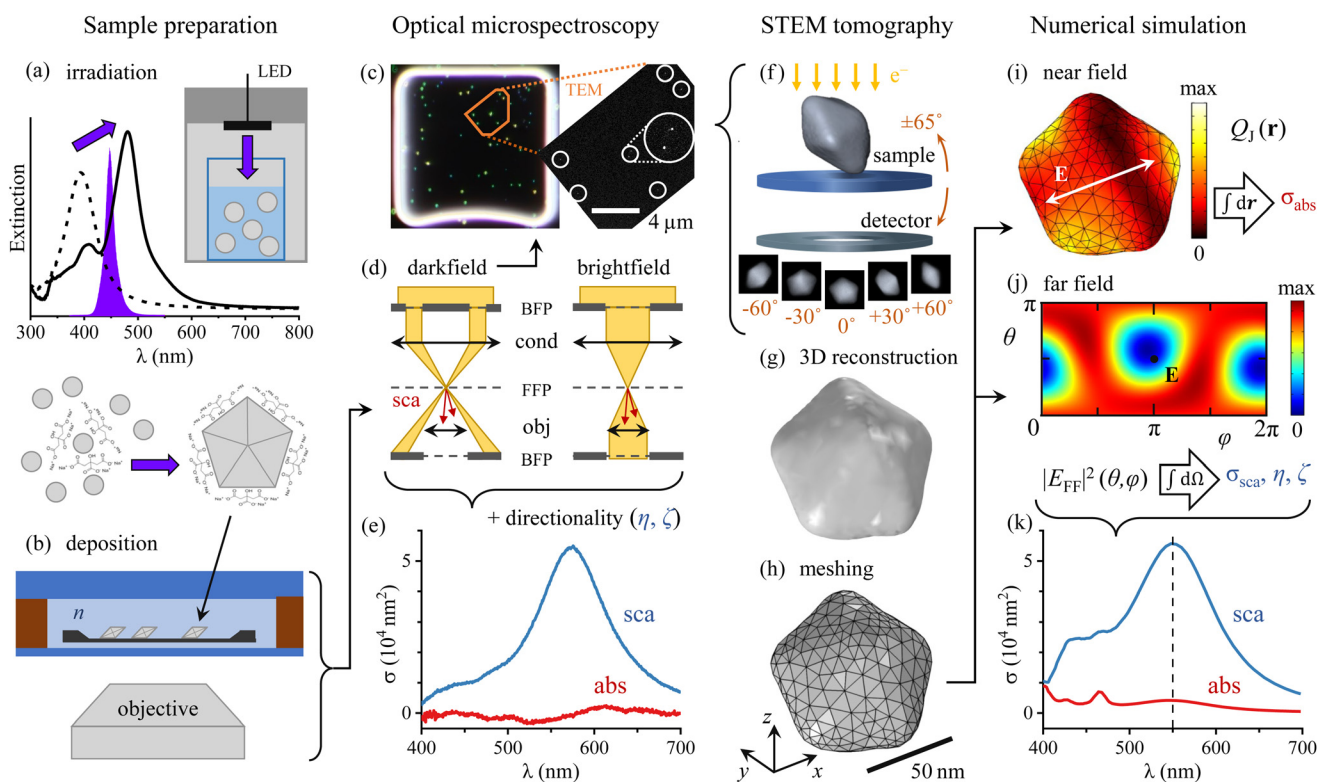 Sample preparation
Optical microspectroscopy
STEM tomography
Numerical simulation
(a) irradiation
LED
Extinction
300 400 500 600 700 800
λ (nm)
(b) deposition
n
objective
(c)
TEM
4 µm
(d) darkfield
brightfield
BFP
cond
FFP
sca
obj
BFP
+ directionality (η, ζ)
(e)
σ (10⁴ nm²)
5
0
sca
abs
400 500 600 700
λ (nm)
(f)
e⁻
±65°
sample
detector
-60°
-30°
0°
+30°
+60°
(g) 3D reconstruction
(h) meshing
z
y
x
50 nm
(i) near field
max
0
E
Q_J (r)
∫ dr
σ_abs
(j) far field
π
θ
0
E
0
π
φ
2π
max
0
|E_FF|² (θ,φ)
∫ dΩ
σ_sca, η, ζ
(k)
σ (10⁴ nm²)
5
0
sca
abs
400 500 600 700
λ (nm)